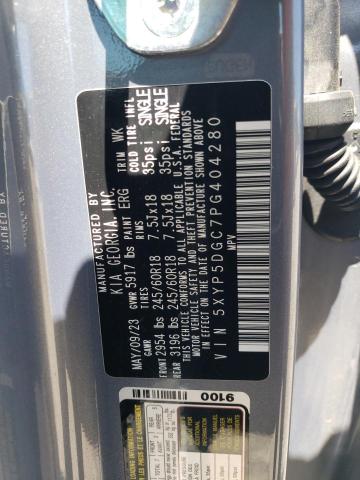 KIA GEORGIA, INC.
MAY/09/23 GVWR 5917 lbs PAINT ERG TRIM WK
GAWR TIRES RIMS COLD TIRE INFL
FRONT 2954 lbs 245/60R18 7.5Jx18 35psi SINGLE
REAR 3196 lbs 245/60R18 7.5Jx18 35psi SINGLE
THIS VEHICLE CONFORMS TO ALL APPLICABLE U.S.A. FEDERAL
MOTOR VEHICLE SAFETY AND THEFT PREVENTION STANDARDS
IN EFFECT ON THE DATE OF MANUFACTURE SHOWN ABOVE
VIN 5XYP5DGC7PG404280
MPV
9100
LOADING INFORMATION